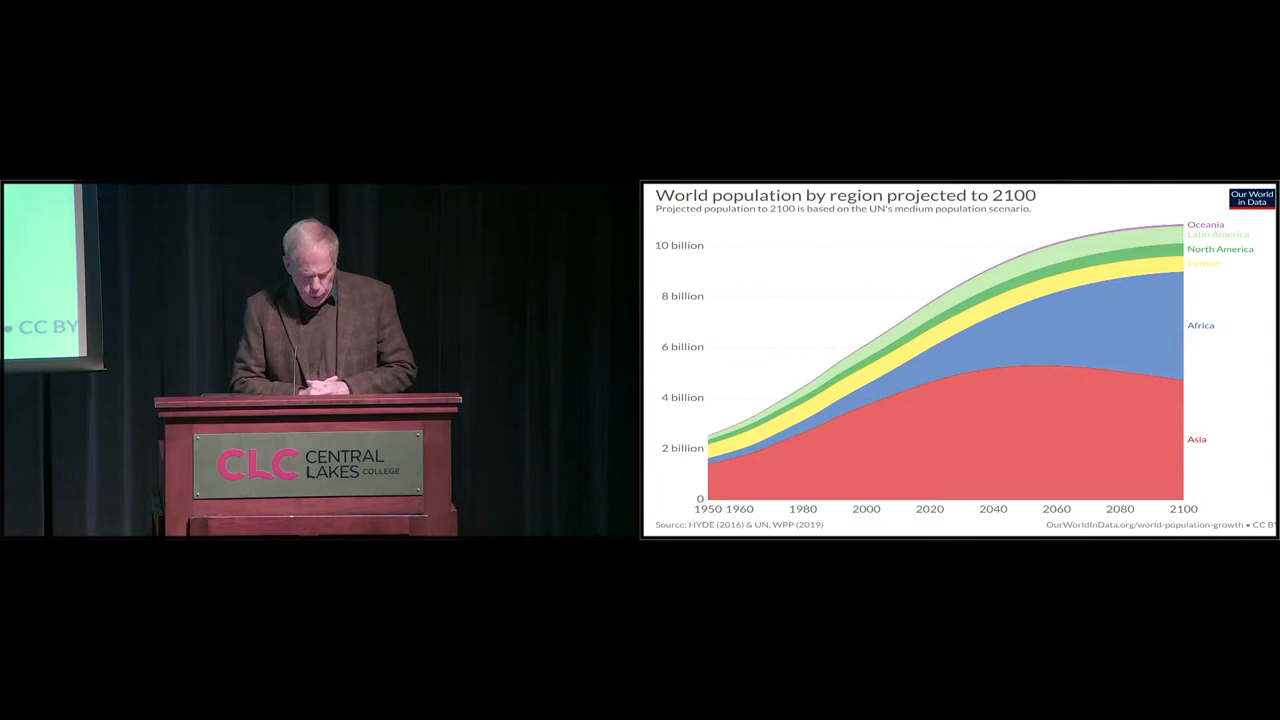 • CC BY
CLC CENTRAL
LAKES COLLEGE
World population by region projected to 2100
Projected population to 2100 is based on the UN's medium population scenario.
Our World
in Data
10 billion
8 billion
6 billion
4 billion
2 billion
0
1950 1960 1980 2000 2020 2040 2060 2080 2100
Oceania
Latin America
North America
Europe
Africa
Asia
Source: HYDE (2016) & UN, WPP (2019)
OurWorldInData.org/world-population-growth • CC B